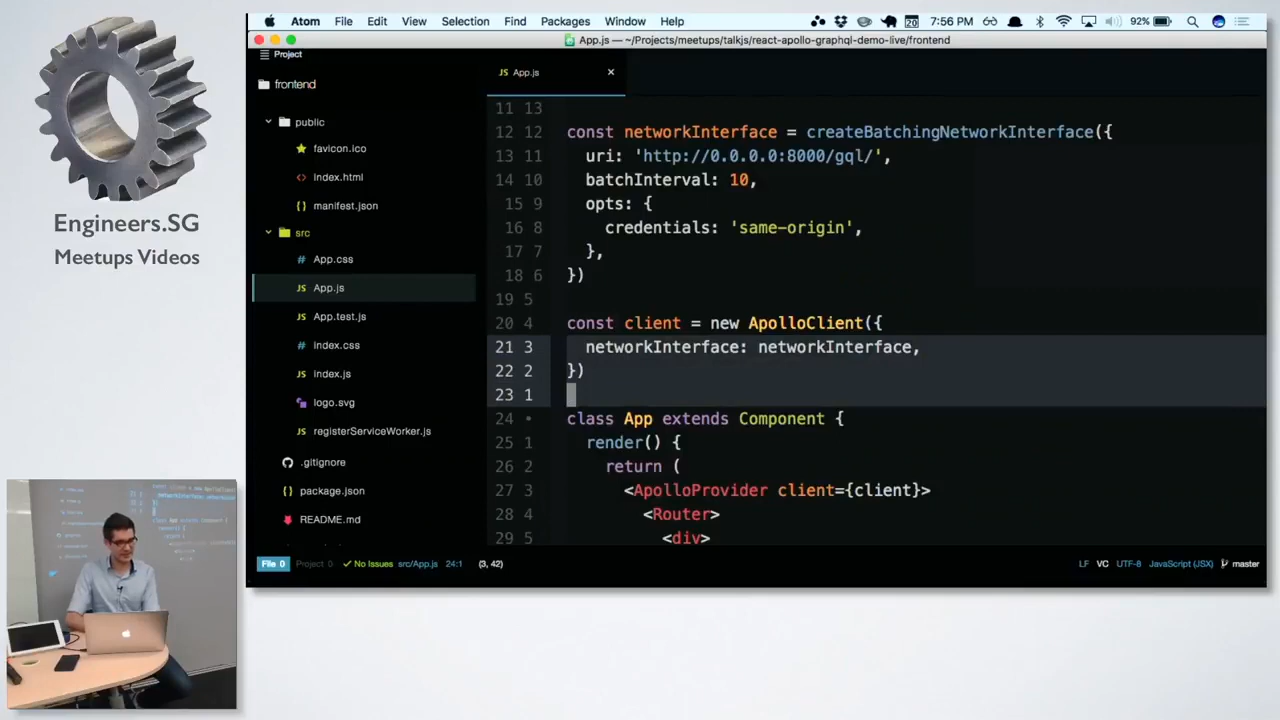 Atom File Edit View Selection Find Packages Window Help 20 7:56 PM 92%
App.js — ~/Projects/meetups/talkjs/react-apollo-graphql-demo-live/frontend
Project
frontend
public
favicon.ico
index.html
manifest.json
src
App.css
App.js
App.test.js
index.css
index.js
logo.svg
registerServiceWorker.js
.gitignore
package.json
README.md
JS App.js
11 13
12 12 const networkInterface = createBatchingNetworkInterface({
13 11 uri: 'http://0.0.0.0:8000/gql/',
14 10 batchInterval: 10,
15 9 opts: {
16 8 credentials: 'same-origin',
17 7 },
18 6 })
19 5
20 4 const client = new ApolloClient({
21 3 networkInterface: networkInterface,
22 2 })
23 1
24 • class App extends Component {
25 1 render() {
26 2 return (
27 3 <ApolloProvider client={client}>
28 4 <Router>
29 5 <div>
File 0 Project 0 No Issues src/App.js 24:1 (3, 42) LF VC UTF-8 JavaScript (JSX) master
Engineers.SG
Meetups Videos